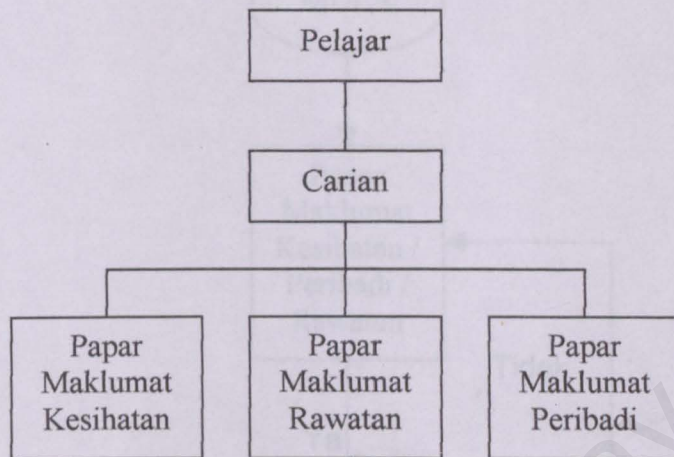 Pelajar
Carian
Papar
Maklumat
Kesihatan
Papar
Maklumat
Rawatan
Papar
Maklumat
Peribadi